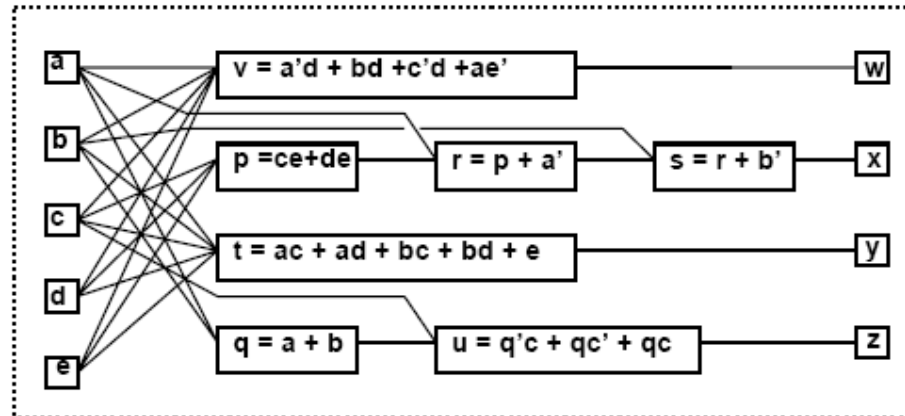 a
v = a'd + bd +c'd +ae'
w
b
p =ce+de
r = p + a'
s = r + b'
x
c
t = ac + ad + bc + bd + e
y
d
q = a + b
u = q'c + qc' + qc
z
e